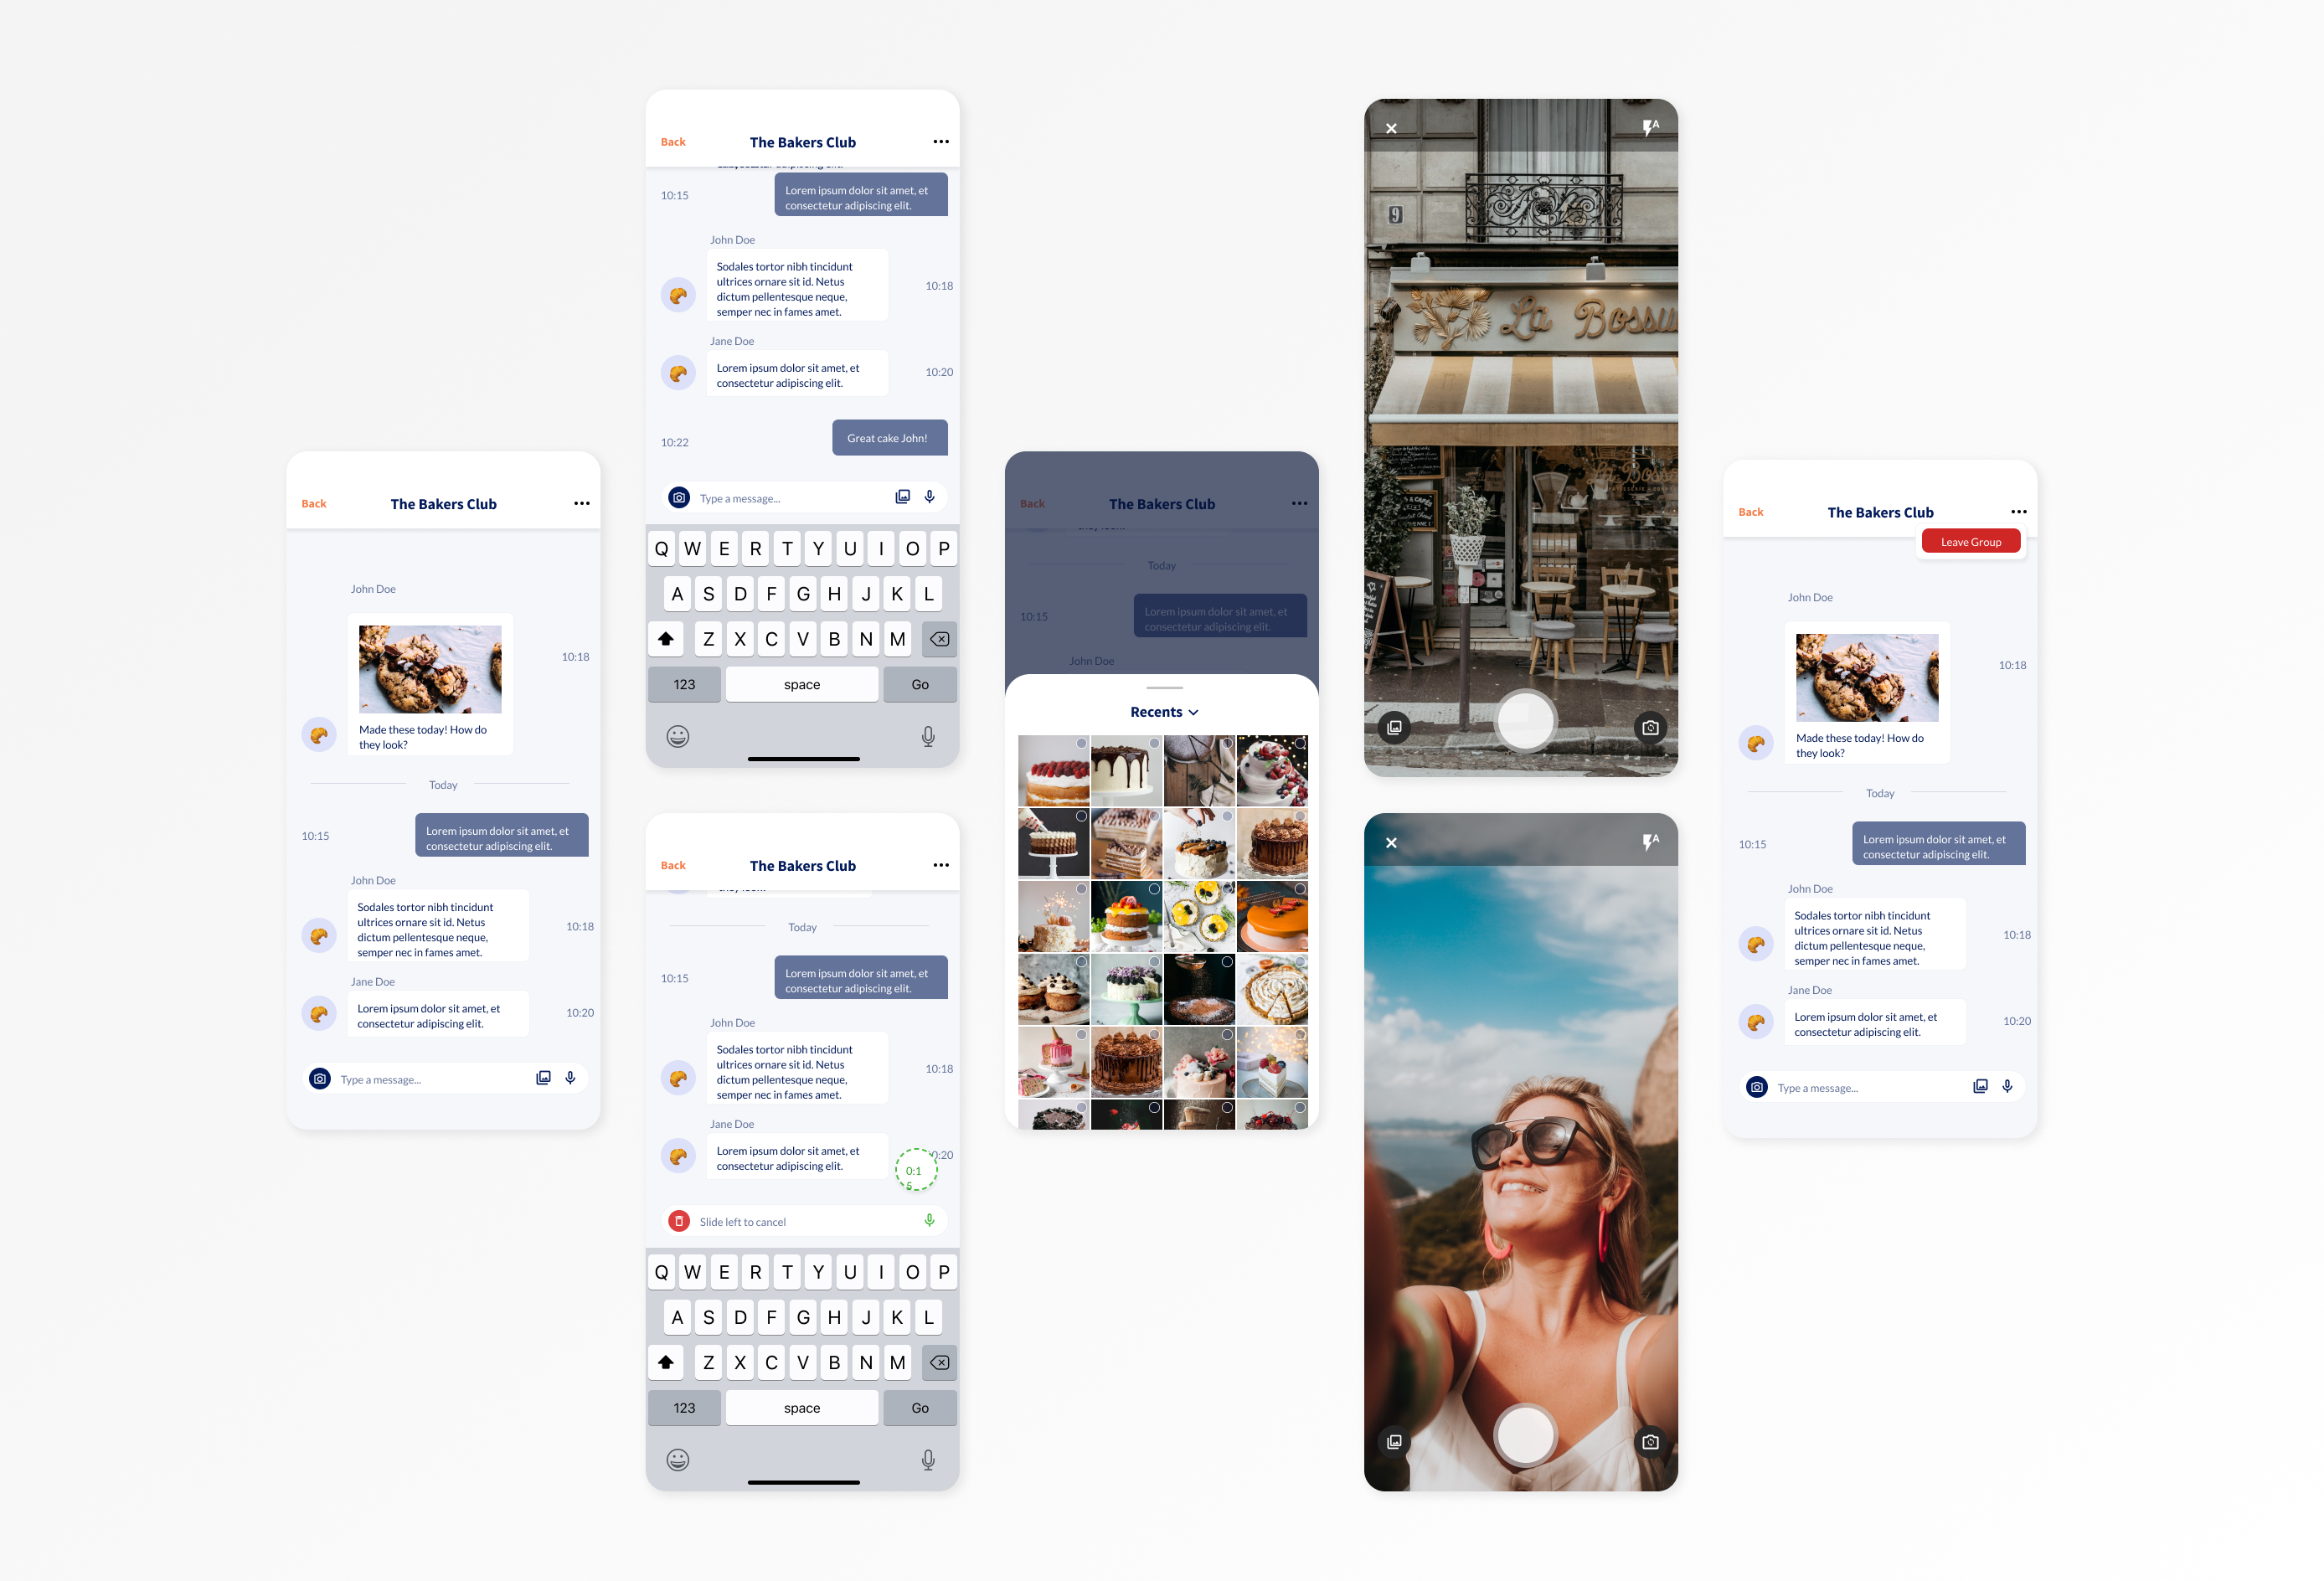 Back
The Bakers Club
John Doe
10:18
Made these today! How do
they look?
Today
10:15
Lorem ipsum dolor sit amet, et
consectetur adipiscing elit.
John Doe
Sodales tortor nibh tincidunt
ultrices ornare sit id. Netus
dictum pellentesque neque,
semper nec in fames amet.
10:18
Jane Doe
Lorem ipsum dolor sit amet, et
consectetur adipiscing elit.
10:20
Type a message...
Back
The Bakers Club
10:15
Lorem ipsum dolor sit amet, et
consectetur adipiscing elit.
John Doe
Sodales tortor nibh tincidunt
ultrices ornare sit id. Netus
dictum pellentesque neque,
semper nec in fames amet.
10:18
Jane Doe
Lorem ipsum dolor sit amet, et
consectetur adipiscing elit.
10:20
10:22
Great cake John!
Type a message...
Q W E R T Y U I O P
A S D F G H J K L
Z X C V B N M
123 space Go
Back
The Bakers Club
Today
10:15
Lorem ipsum dolor sit amet, et
consectetur adipiscing elit.
John Doe
Sodales tortor nibh tincidunt
ultrices ornare sit id. Netus
dictum pellentesque neque,
semper nec in fames amet.
10:18
Jane Doe
Lorem ipsum dolor sit amet, et
consectetur adipiscing elit.
0:20
0:1
5
Slide left to cancel
Q W E R T Y U I O P
A S D F G H J K L
Z X C V B N M
123 space Go
Back
The Bakers Club
Today
10:15
Lorem ipsum dolor sit amet, et
consectetur adipiscing elit.
John Doe
Recents
A
9
La Bossu
A
Back
The Bakers Club
Leave Group
John Doe
10:18
Made these today! How do
they look?
Today
10:15
Lorem ipsum dolor sit amet, et
consectetur adipiscing elit.
John Doe
Sodales tortor nibh tincidunt
ultrices ornare sit id. Netus
dictum pellentesque neque,
semper nec in fames amet.
10:18
Jane Doe
Lorem ipsum dolor sit amet, et
consectetur adipiscing elit.
10:20
Type a message...